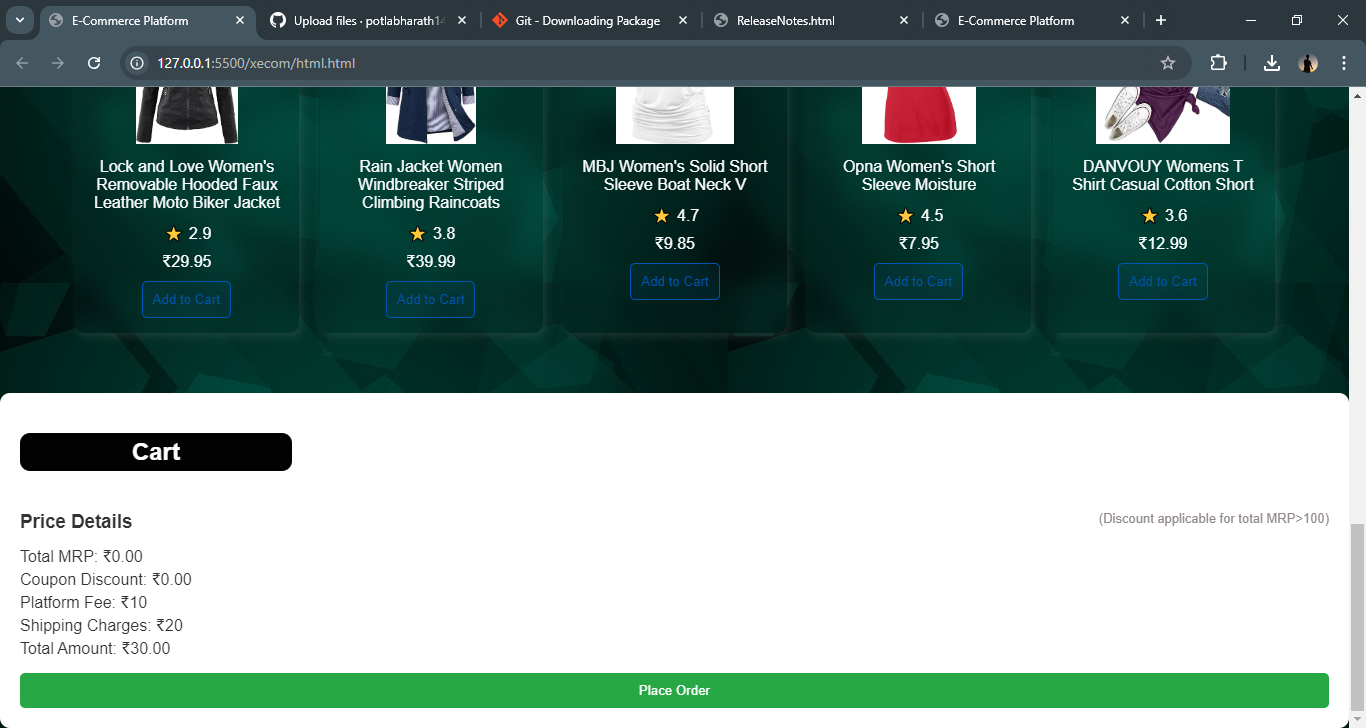 E-Commerce Platform
Upload files · potlabharath14
Git - Downloading Package
ReleaseNotes.html
E-Commerce Platform
127.0.0.1:5500/xecom/html.html
Lock and Love Women's
Removable Hooded Faux
Leather Moto Biker Jacket
2.9
₹29.95
Add to Cart
Rain Jacket Women
Windbreaker Striped
Climbing Raincoats
3.8
₹39.99
Add to Cart
MBJ Women's Solid Short
Sleeve Boat Neck V
4.7
₹9.85
Add to Cart
Opna Women's Short
Sleeve Moisture
4.5
₹7.95
Add to Cart
DANVOUY Womens T
Shirt Casual Cotton Short
3.6
₹12.99
Add to Cart
Cart
Price Details
(Discount applicable for total MRP>100)
Total MRP: ₹0.00
Coupon Discount: ₹0.00
Platform Fee: ₹10
Shipping Charges: ₹20
Total Amount: ₹30.00
Place Order